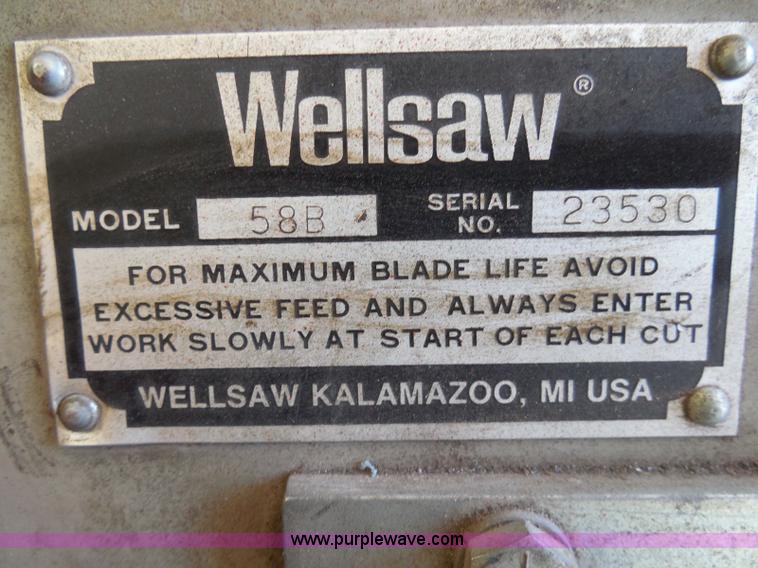 Wellsaw®
MODEL 58B SERIAL NO. 23530
FOR MAXIMUM BLADE LIFE AVOID
EXCESSIVE FEED AND ALWAYS ENTER
WORK SLOWLY AT START OF EACH CUT
WELLSAW KALAMAZOO, MI USA
www.purplewave.com